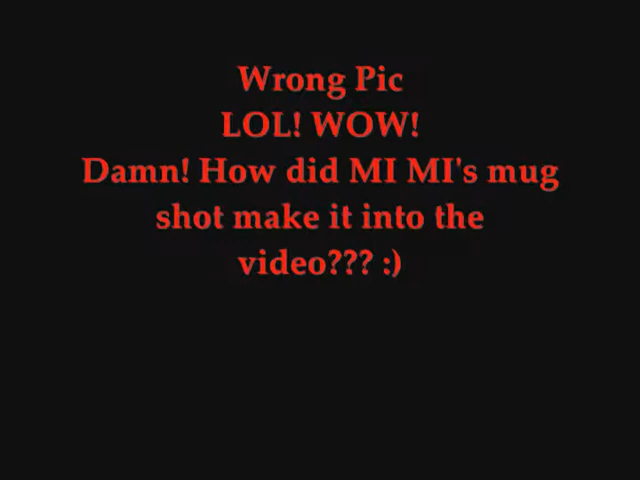 Wrong Pic
LOL! WOW!
Damn! How did MI MI's mug
shot make it into the
video??? :)